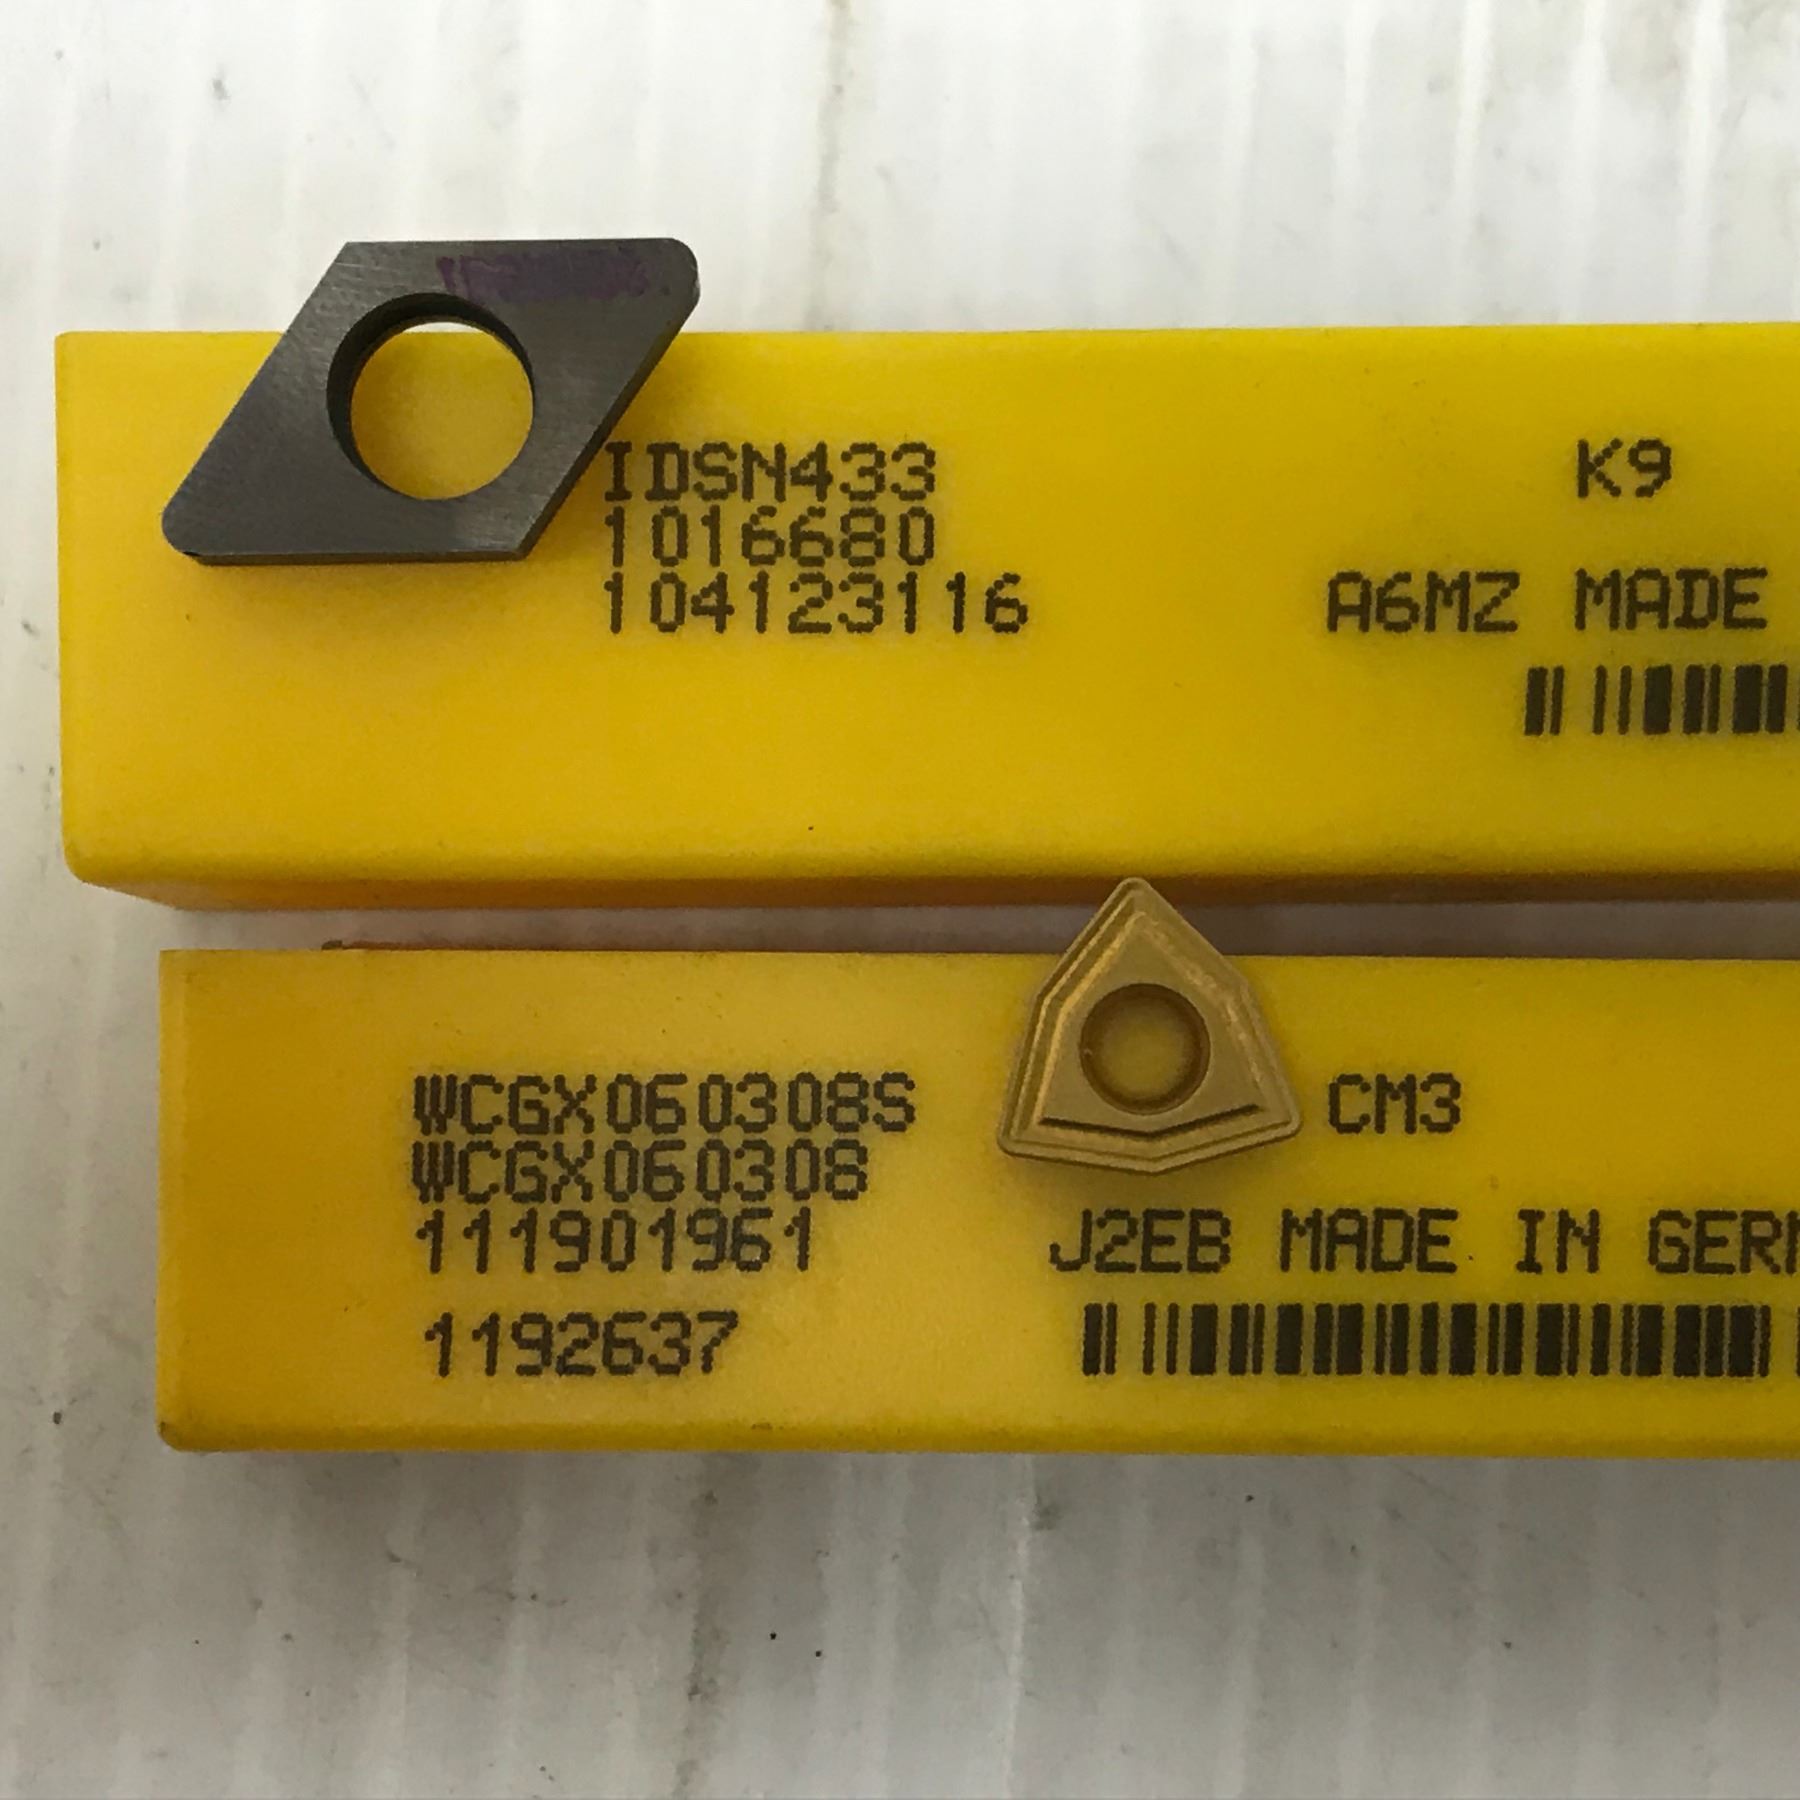 IDSN433 K9
1016680
104123116 A6MZ MADE
WCGX060308S CM3
WCGX060308
111901961 J2EB MADE IN GERM
1192637